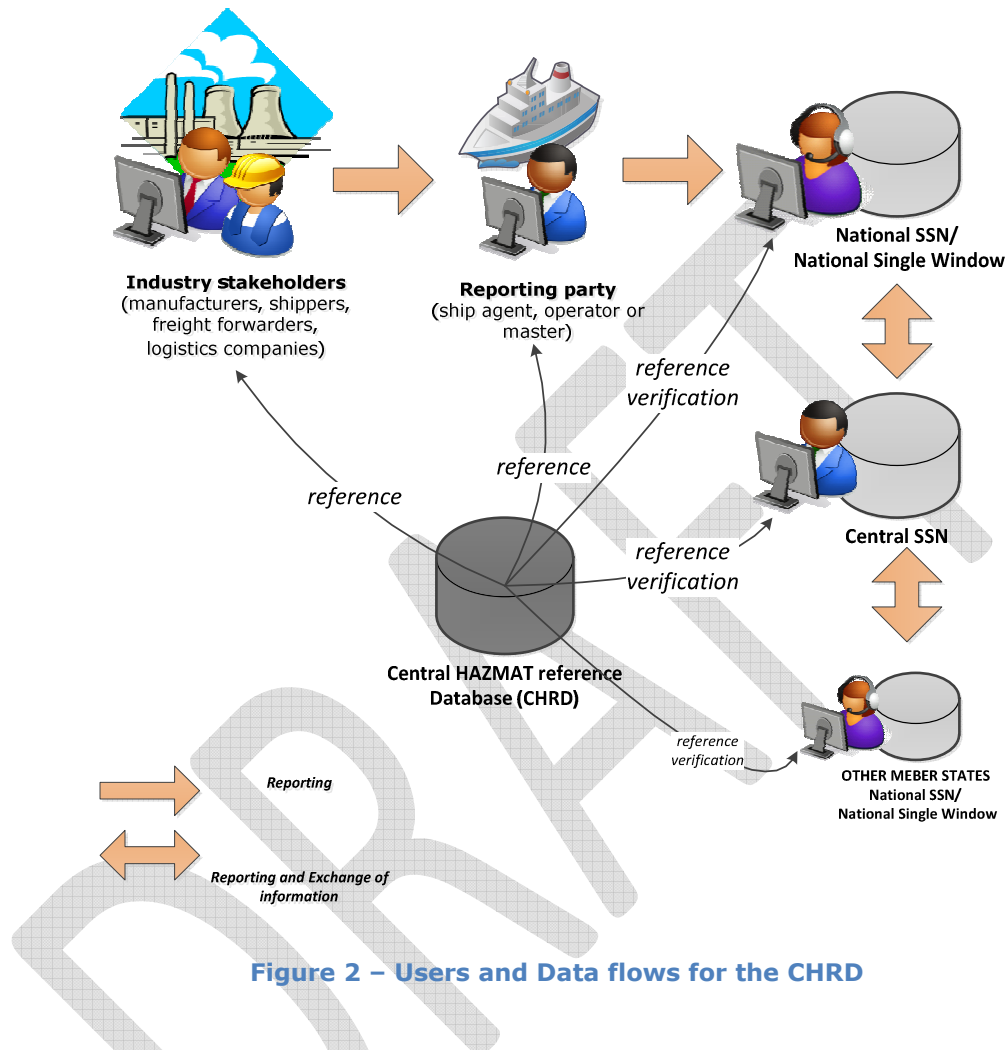 Industry stakeholders
(manufacturers, shippers,
freight forwarders,
logistics companies)
Reporting party
(ship agent, operator or
master)
National SSN/
National Single Window
reference
verification
reference
reference
Central SSN
reference
verification
Central HAZMAT reference
Database (CHRD)
reference
verification
OTHER MEBER STATES
National SSN/
National Single Window
Reporting
Reporting and Exchange of
information
DRAFT
Figure 2 – Users and Data flows for the CHRD